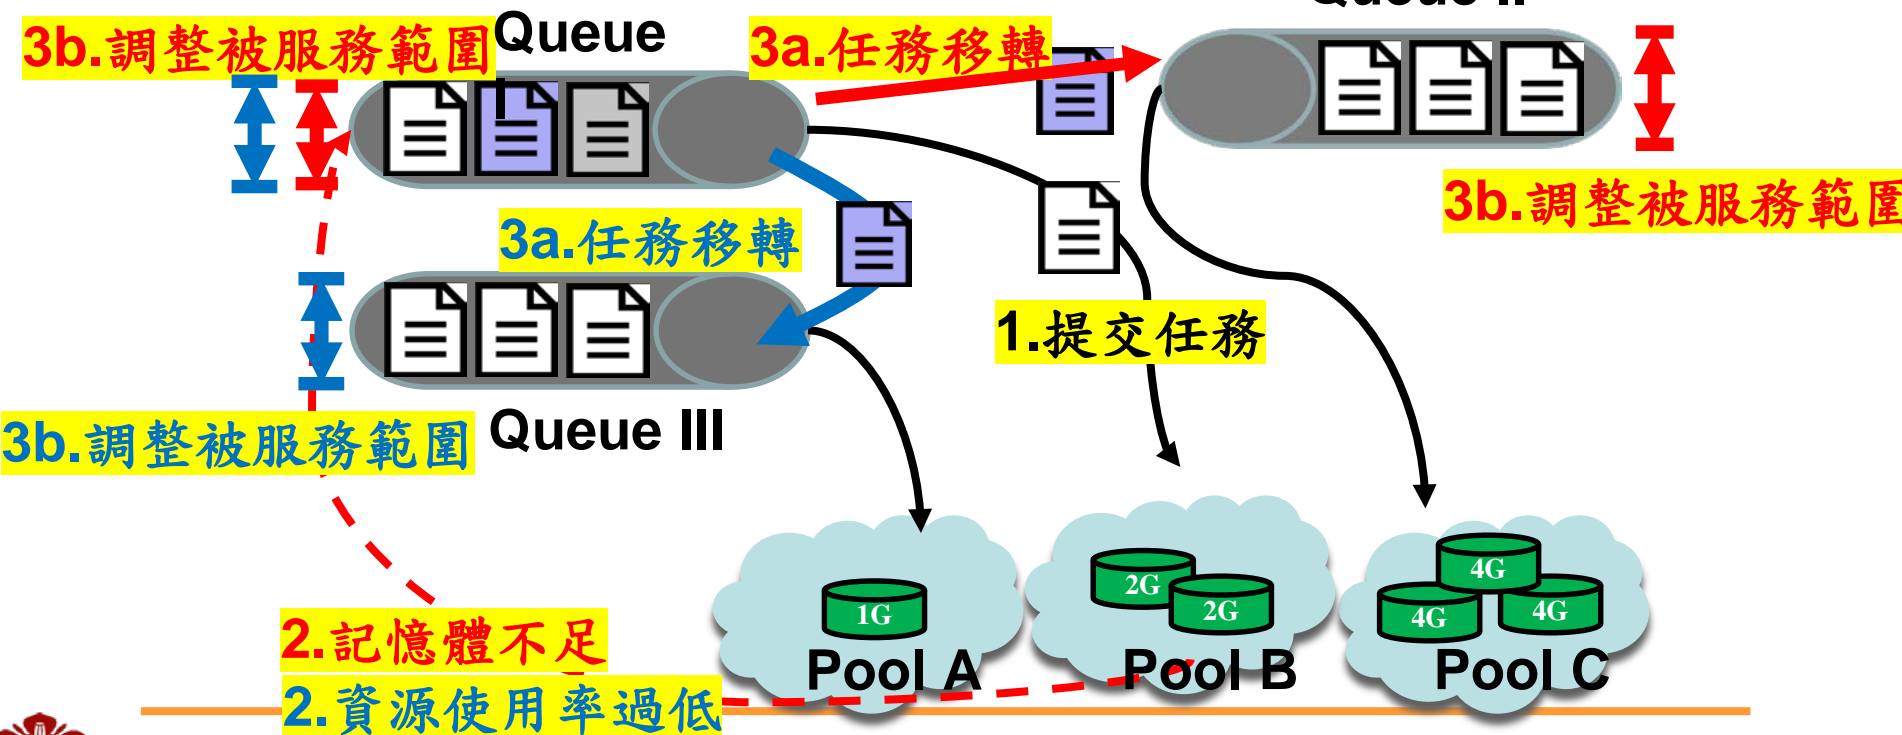 Queue II
3b.調整被服務範圍
Queue
I
3a.任務移轉
3b.調整被服務範圍
3a.任務移轉
1.提交任務
3b.調整被服務範圍
Queue III
4G
2G
2G
1G
4G
4G
2.記憶體不足
Pool A
Pool B
Pool C
2.資源使用率過低